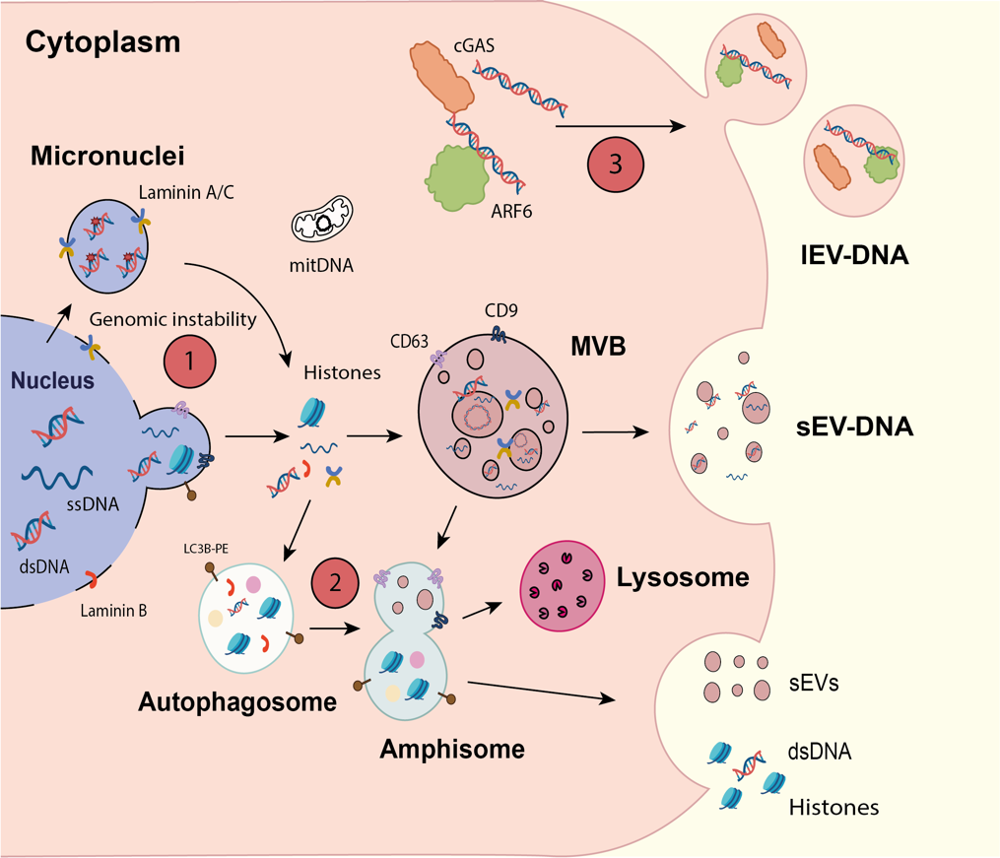 Cytoplasm
cGAS
Micronuclei
3
Laminin A/C
ARF6
mitDNA
lEV-DNA
Genomic instability
CD9
CD63
MVB
1
Nucleus
Histones
sEV-DNA
ssDNA
LC3B-PE
dsDNA
2
Lysosome
Laminin B
sEVs
Autophagosome
Amphisome
dsDNA
Histones